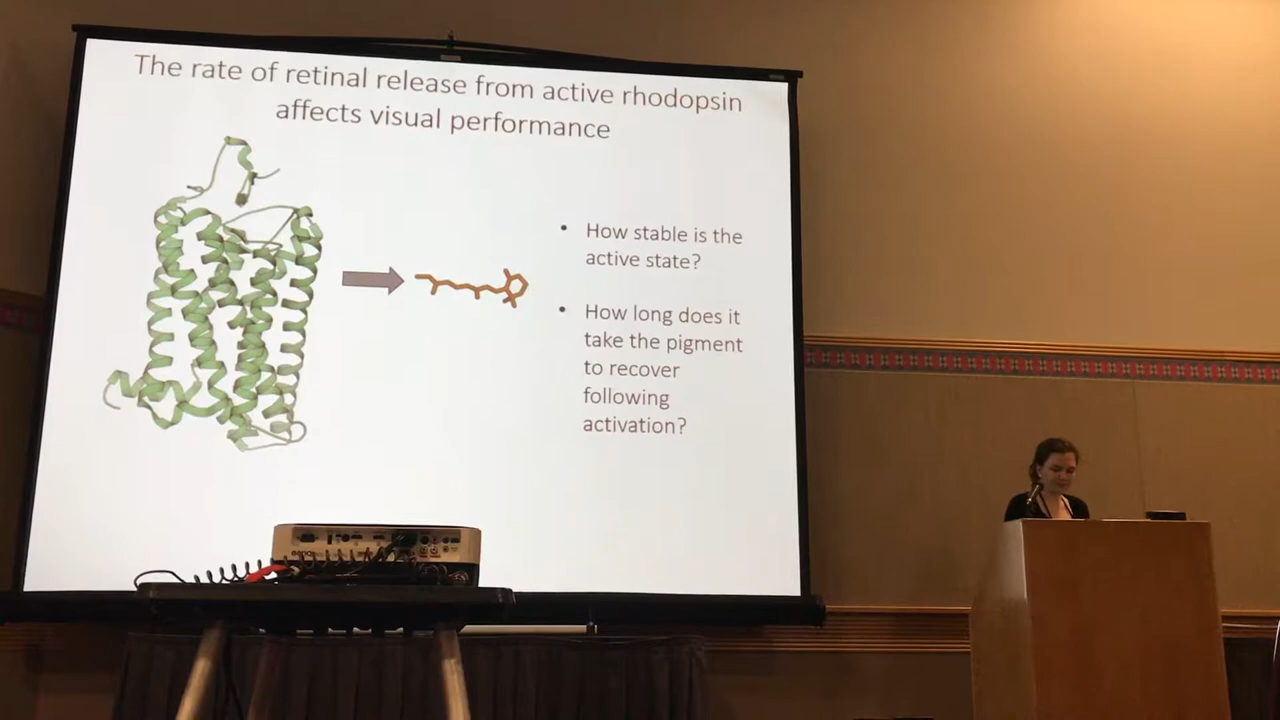 The rate of retinal release from active rhodopsin
affects visual performance
• How stable is the
active state?
• How long does it
take the pigment
to recover
following
activation?
BenQ